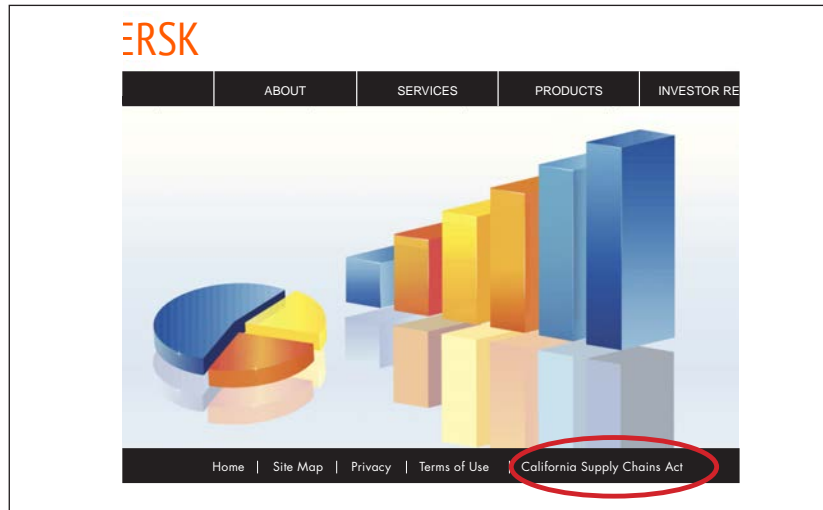 ERSK
ABOUT SERVICES PRODUCTS INVESTOR RE
Home | Site Map | Privacy | Terms of Use | California Supply Chains Act